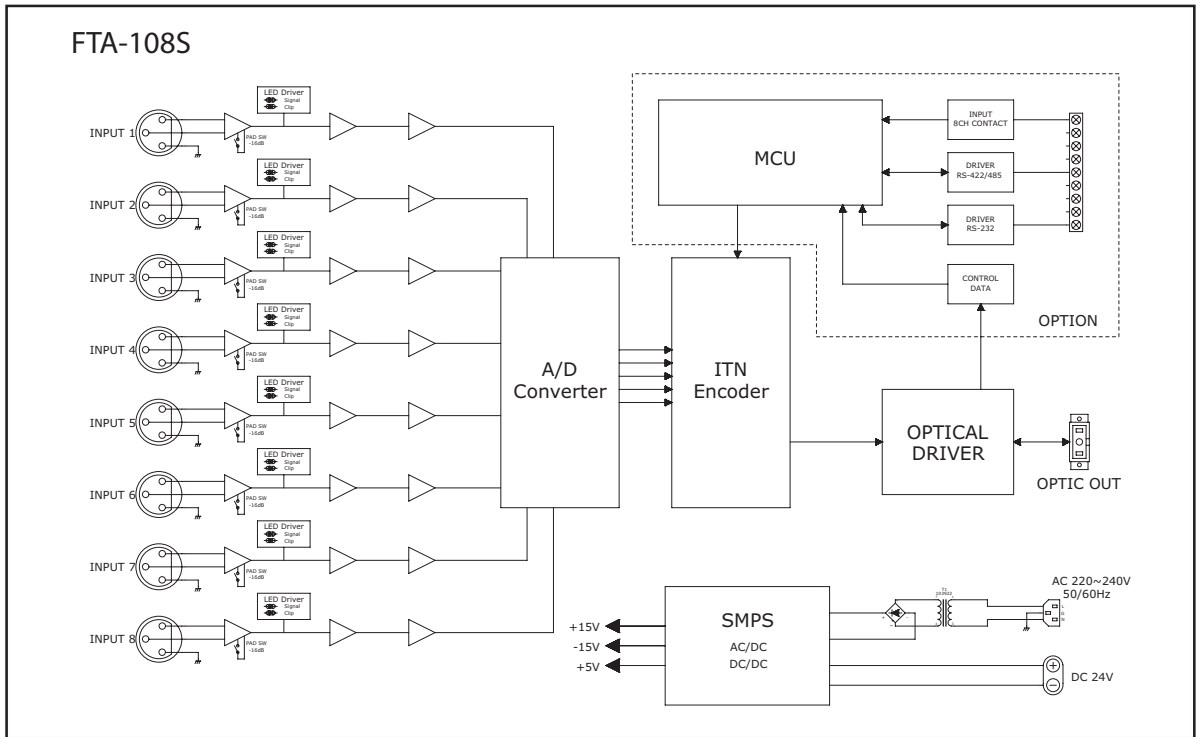 FTA-108S
INPUT 1
LED Driver
Signal
Clip
PAD SW
-16dB
INPUT 2
LED Driver
Signal
Clip
PAD SW
-16dB
INPUT 3
LED Driver
Signal
Clip
PAD SW
-16dB
INPUT 4
LED Driver
Signal
Clip
PAD SW
-16dB
INPUT 5
LED Driver
Signal
Clip
PAD SW
-16dB
INPUT 6
LED Driver
Signal
Clip
PAD SW
-16dB
INPUT 7
LED Driver
Signal
Clip
PAD SW
-16dB
INPUT 8
LED Driver
Signal
Clip
PAD SW
-16dB
A/D
Converter
ITN
Encoder
MCU
INPUT
8CH CONTACT
DRIVER
RS-422/485
DRIVER
RS-232
CONTROL
DATA
OPTION
OPTICAL
DRIVER
OPTIC OUT
SMPS
AC/DC
DC/DC
+15V
-15V
+5V
T1
AC 220~240V
50/60Hz
L
G
N
DC 24V